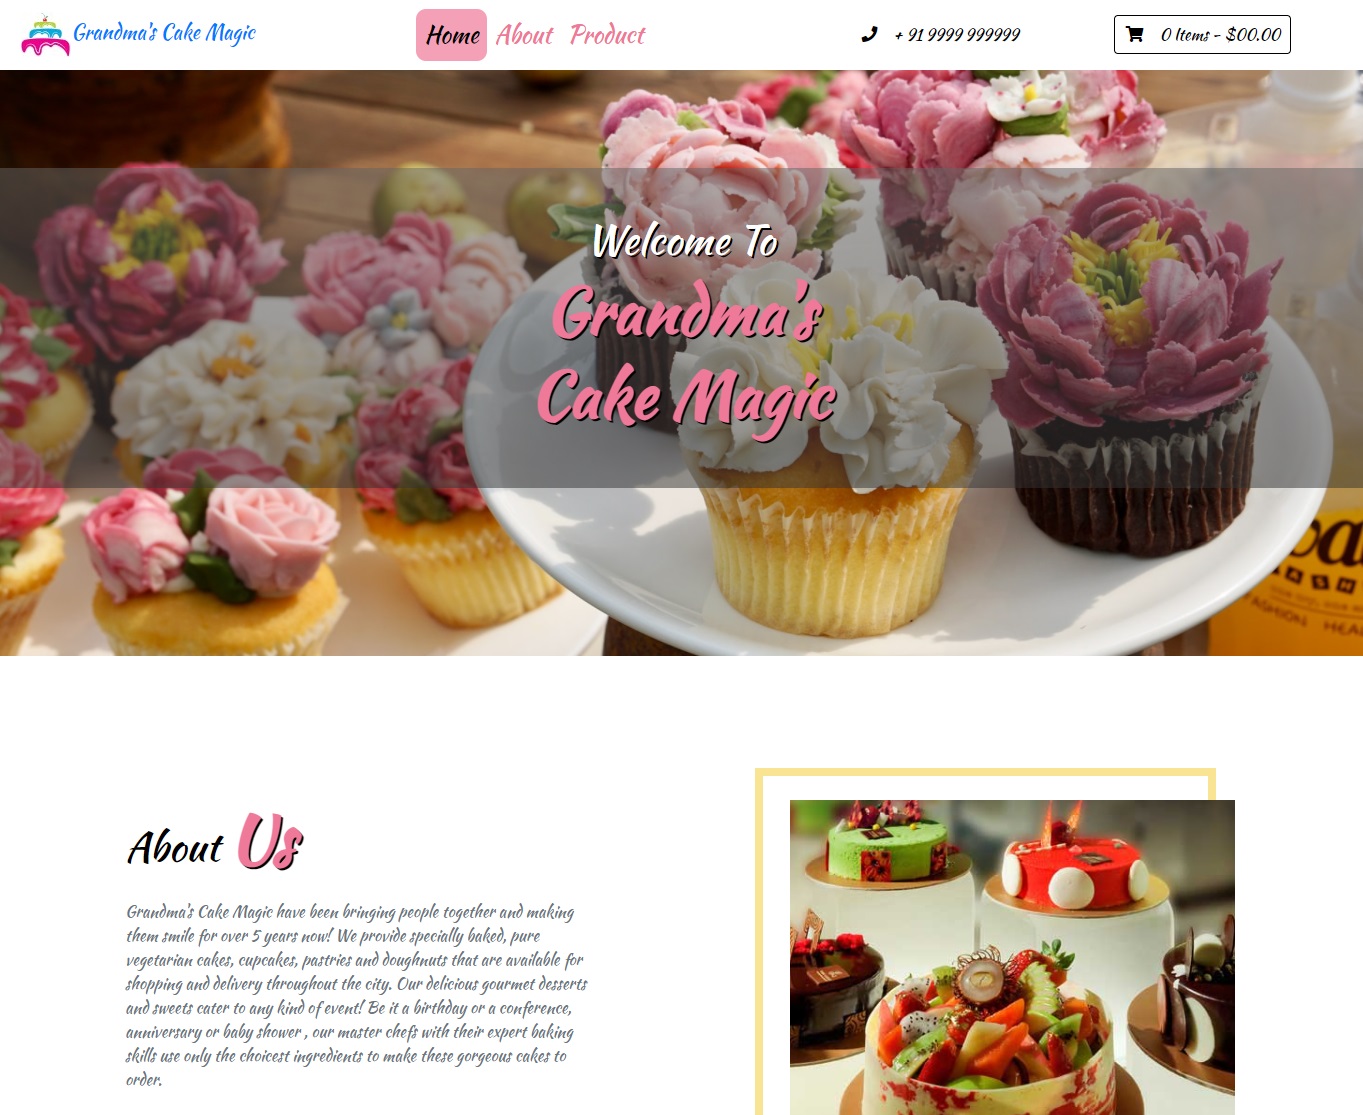 Grandma's Cake Magic
Home About Product
+ 91 9999 999999
0 Items - $00.00
Welcome To
Grandma's
Cake Magic
ASH
FASHION HEA
About Us
Grandma's Cake Magic have been bringing people together and making
them smile for over 5 years now! We provide specially baked, pure
vegetarian cakes, cupcakes, pastries and doughnuts that are available for
shopping and delivery throughout the city. Our delicious gourmet desserts
and sweets cater to any kind of event! Be it a birthday or a conference,
anniversary or baby shower , our master chefs with their expert baking
skills use only the choicest ingredients to make these gorgeous cakes to
order.